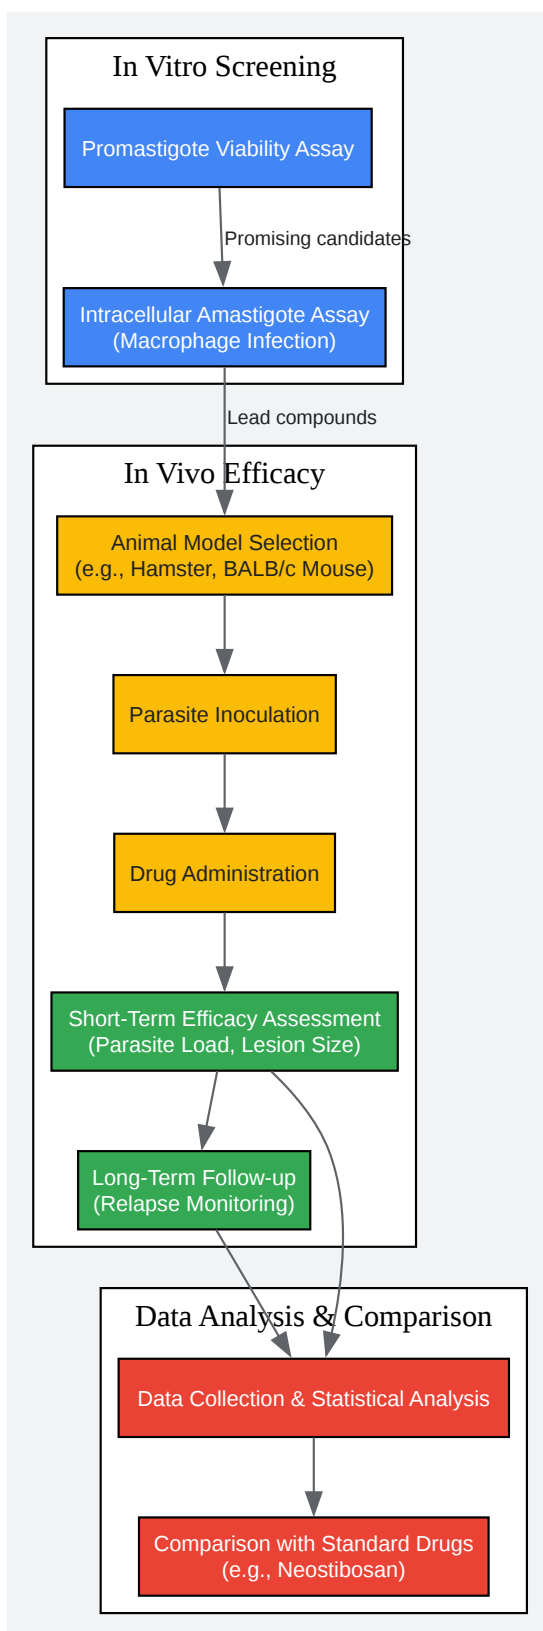 In Vitro Screening
Promastigote Viability Assay
Promising candidates
Intracellular Amastigote Assay
(Macrophage Infection)
Lead compounds
In Vivo Efficacy
Animal Model Selection
(e.g., Hamster, BALB/c Mouse)
Parasite Inoculation
Drug Administration
Short-Term Efficacy Assessment
(Parasite Load, Lesion Size)
Long-Term Follow-up
(Relapse Monitoring)
Data Analysis & Comparison
Data Collection & Statistical Analysis
Comparison with Standard Drugs
(e.g., Neostibosan)